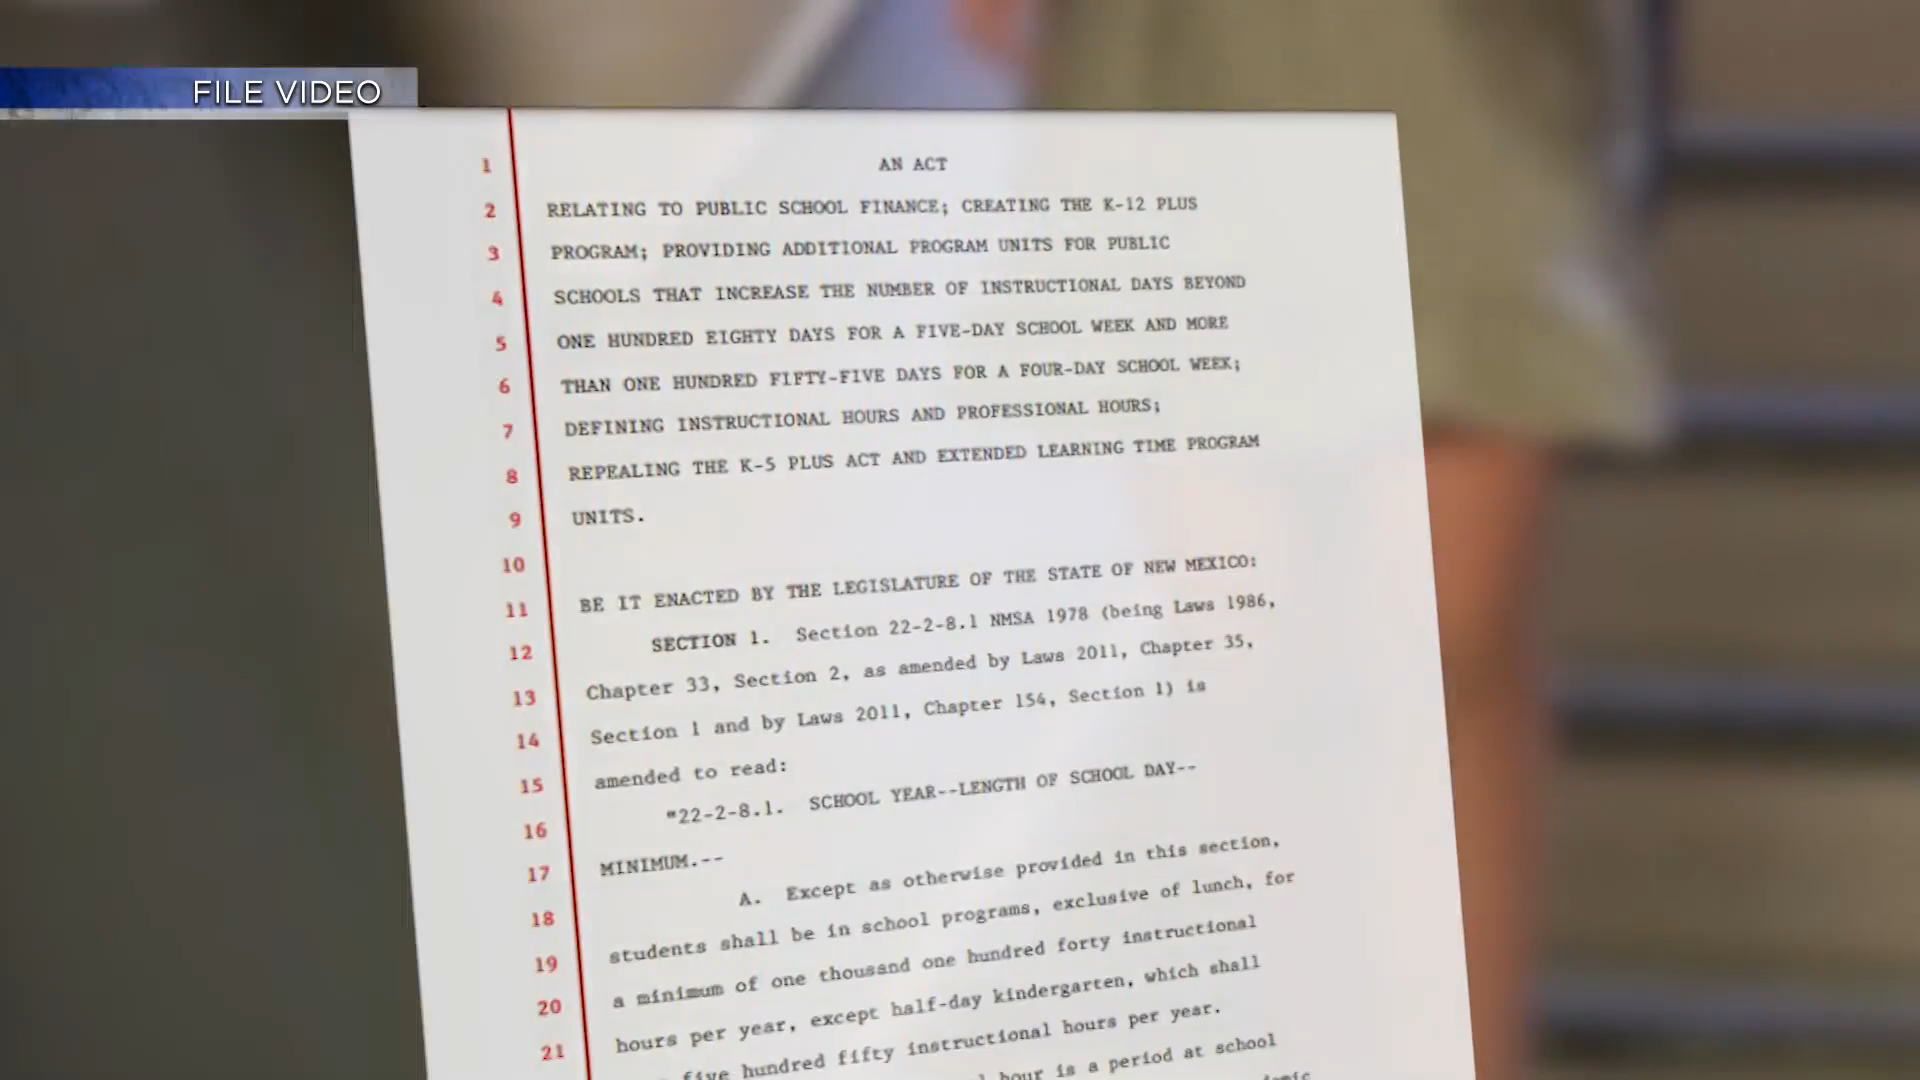 FILE VIDEO
1 AN ACT
2 RELATING TO PUBLIC SCHOOL FINANCE; CREATING THE K-12 PLUS
3 PROGRAM; PROVIDING ADDITIONAL PROGRAM UNITS FOR PUBLIC
4 SCHOOLS THAT INCREASE THE NUMBER OF INSTRUCTIONAL DAYS BEYOND
5 ONE HUNDRED EIGHTY DAYS FOR A FIVE-DAY SCHOOL WEEK AND MORE
6 THAN ONE HUNDRED FIFTY-FIVE DAYS FOR A FOUR-DAY SCHOOL WEEK;
7 DEFINING INSTRUCTIONAL HOURS AND PROFESSIONAL HOURS;
8 REPEALING THE K-5 PLUS ACT AND EXTENDED LEARNING TIME PROGRAM
9 UNITS.
10
11 BE IT ENACTED BY THE LEGISLATURE OF THE STATE OF NEW MEXICO:
12 SECTION 1. Section 22-2-8.1 NMSA 1978 (being Laws 1986,
13 Chapter 33, Section 2, as amended by Laws 2011, Chapter 35,
14 Section 1 and by Laws 2011, Chapter 154, Section 1) is
15 amended to read:
16 "22-2-8.1. SCHOOL YEAR--LENGTH OF SCHOOL DAY--
17 MINIMUM.--
18 A. Except as otherwise provided in this section,
19 students shall be in school programs, exclusive of lunch, for
20 a minimum of one thousand one hundred forty instructional
21 hours per year, except half-day kindergarten, which shall
five hundred fifty instructional hours per year.
hour is a period at school